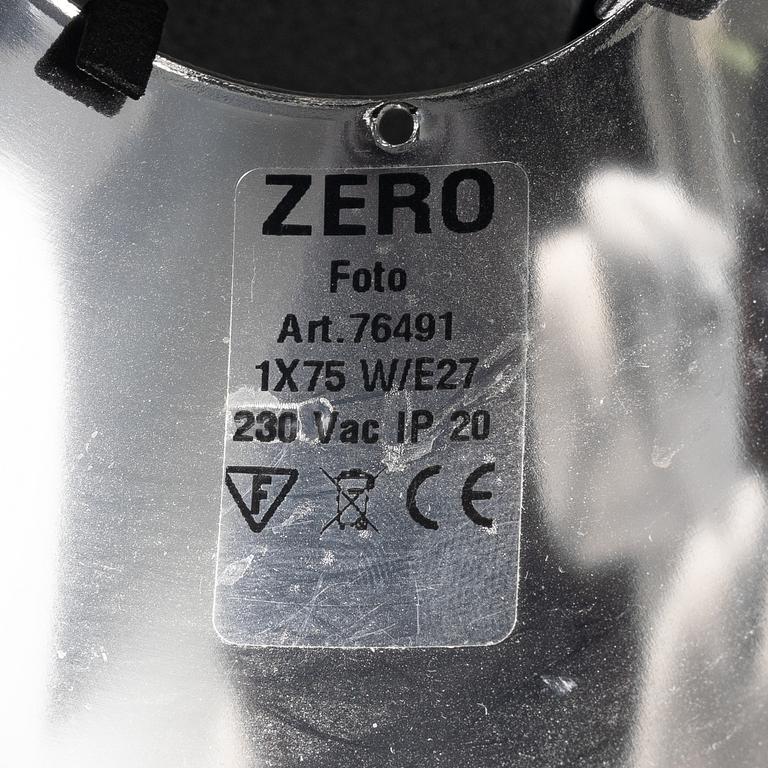 ZERO
Foto
Art.76491
1X75 W/E27
230 Vac IP 20
F CE